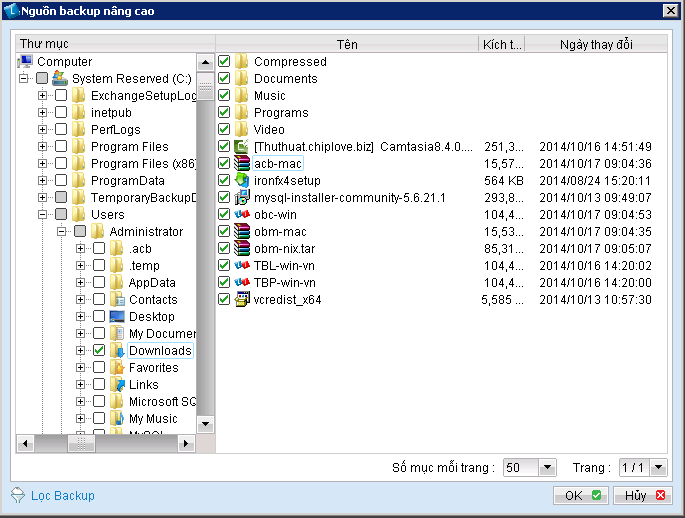 Nguồn backup nâng cao
Thư mục
Computer
System Reserved (C:)
ExchangeSetupLog
inetpub
PerfLogs
Program Files
Program Files (x86)
ProgramData
TemporaryBackupD
Users
Administrator
.acb
.temp
AppData
Contacts
Desktop
My Documen
Downloads
Favorites
Links
Microsoft SQ
My Music
MySQL
Tên Kích t... Ngày thay đổi
Compressed
Documents
Music
Programs
Video
[Thuthuat.chiplove.biz] Camtasia8.4.0.... 251,3... 2014/10/16 14:51:49
acb-mac 15,57... 2014/10/17 09:04:36
ironfx4setup 564 KB 2014/08/24 15:20:11
mysql-installer-community-5.6.21.1 293,8... 2014/10/13 09:49:07
obc-win 104,4... 2014/10/17 09:04:53
obm-mac 15,53... 2014/10/17 09:04:35
obm-nix.tar 85,31... 2014/10/17 09:05:07
TBL-win-vn 104,4... 2014/10/16 14:20:02
TBP-win-vn 104,4... 2014/10/16 14:20:00
vcredist_x64 5,585 ... 2014/10/13 10:57:30
Số mục mỗi trang : 50 Trang : 1 / 1
Lọc Backup OK Hủy